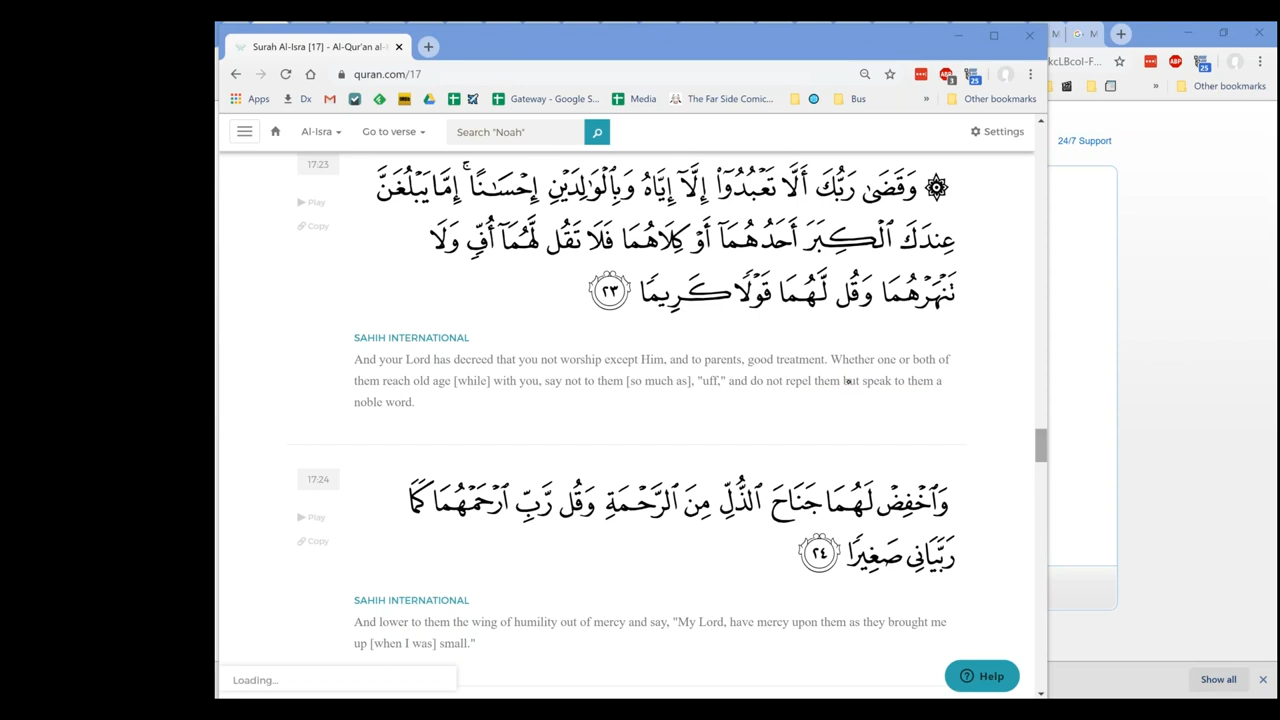 Surah Al-Isra [17] - Al-Qur'an al-
quran.com/17
Apps Dx Gateway - Google S... Media The Far Side Comic... Bus » Other bookmarks
Al-Isra Go to verse Search "Noah" Settings
17:23
Play
Copy
۞ وَقَضَىٰ رَبُّكَ أَلَّا تَعْبُدُوٓا۟ إِلَّآ إِيَّاهُ وَبِٱلْوَٰلِدَيْنِ إِحْسَـٰنًا ۚ إِمَّا يَبْلُغَنَّ
عِندَكَ ٱلْكِبَرَ أَحَدُهُمَآ أَوْ كِلَاهُمَا فَلَا تَقُل لَّهُمَآ أُفٍّ وَلَا
تَنْهَرْهُمَا وَقُل لَّهُمَا قَوْلًا كَرِيمًا ٢٣
SAHIH INTERNATIONAL
And your Lord has decreed that you not worship except Him, and to parents, good treatment. Whether one or both of
them reach old age [while] with you, say not to them [so much as], "uff," and do not repel them but speak to them a
noble word.
17:24
Play
Copy
وَٱخْفِضْ لَهُمَا جَنَاحَ ٱلذُّلِّ مِنَ ٱلرَّحْمَةِ وَقُل رَّبِّ ٱرْحَمْهُمَا كَمَا
رَبَّيَانِى صَغِيرًا ٢٤
SAHIH INTERNATIONAL
And lower to them the wing of humility out of mercy and say, "My Lord, have mercy upon them as they brought me
up [when I was] small."
Loading...
Help
kcLBcol-F...
25
» Other bookmarks
24/7 Support
Show all